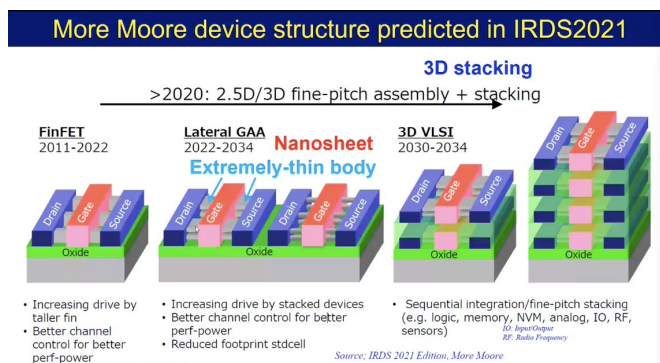 More Moore device structure predicted in IRDS2021
3D stacking
>2020: 2.5D/3D fine-pitch assembly + stacking
FinFET
2011-2022
Lateral GAA
2022-2034
Nanosheet
Extremely-thin body
3D VLSI
2030-2034
Drain
Gate
Source
Oxide
Drain
Gate
Source
Drain
Gate
Source
Oxide
Drain
Gate
Source
Oxide
Drain
Gate
Source
Oxide
• Increasing drive by
taller fin
• Better channel
control for better
perf-power
• Increasing drive by stacked devices
• Better channel control for better
perf-power
• Reduced footprint stdcell
• Sequential integration/fine-pitch stacking
(e.g. logic, memory, NVM, analog, IO, RF,
sensors)
IO: Input/Output
RF: Radio Frequency
Source; IRDS 2021 Edition, More Moore